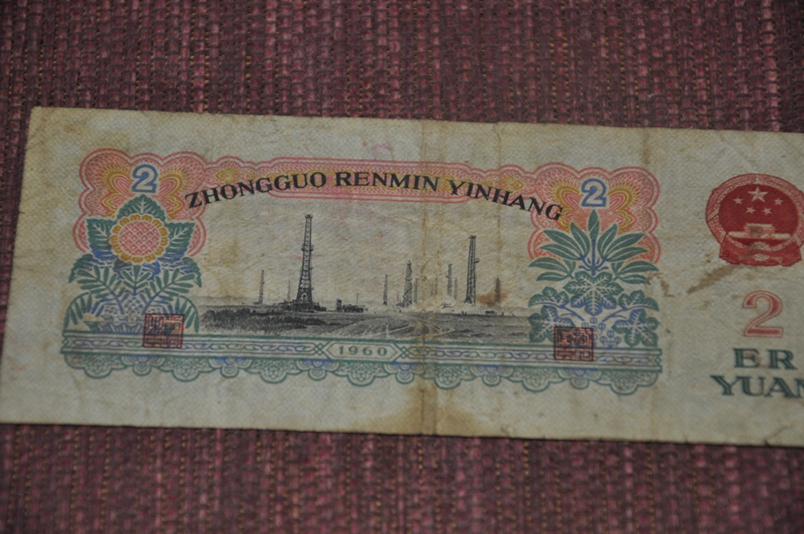 2 2
ZHONGGUO RENMIN YINHANG
1960
2
ER
YUAN